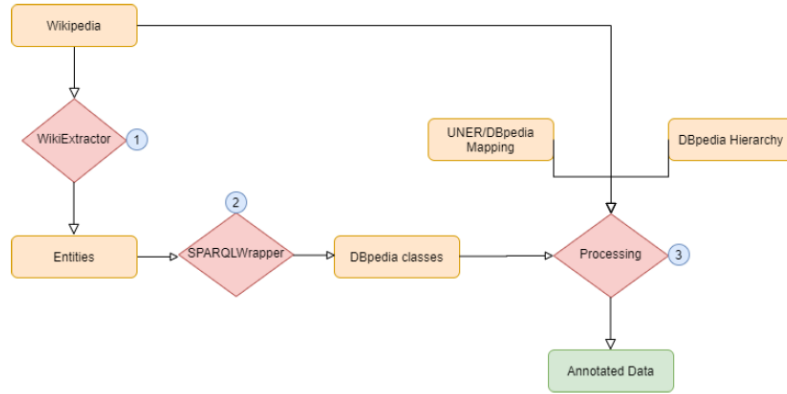 Wikipedia
WikiExtractor
1
UNER/DBpedia
Mapping
DBpedia Hierarchy
2
Entities
SPARQLWrapper
DBpedia classes
Processing
3
Annotated Data